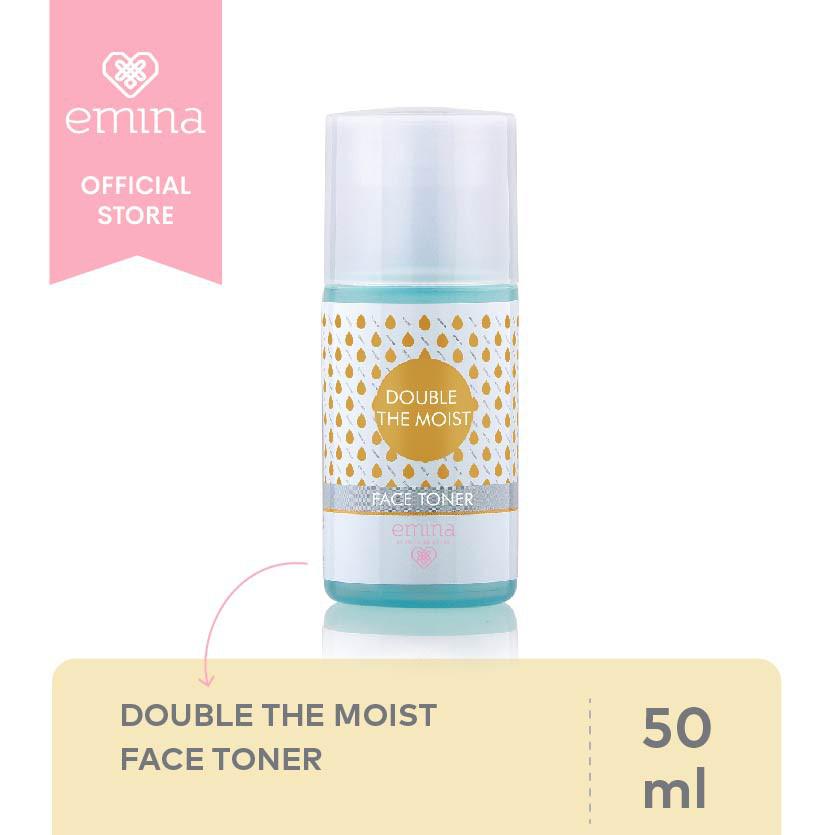 emina
OFFICIAL
STORE
DOUBLE
THE MOIST
FACE TONER
emina
DOUBLE THE MOIST
FACE TONER
50
ml